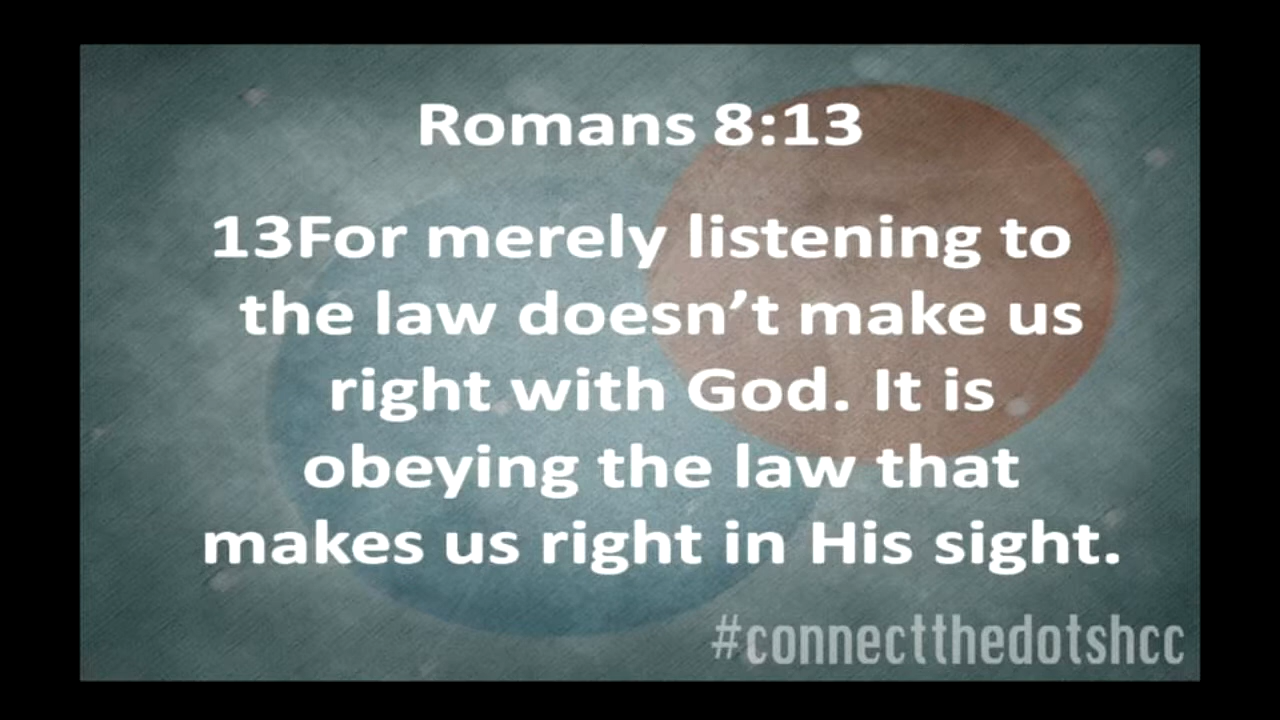 Romans 8:13
13For merely listening to
the law doesn’t make us
right with God. It is
obeying the law that
makes us right in His sight.
#connectthedotshcc